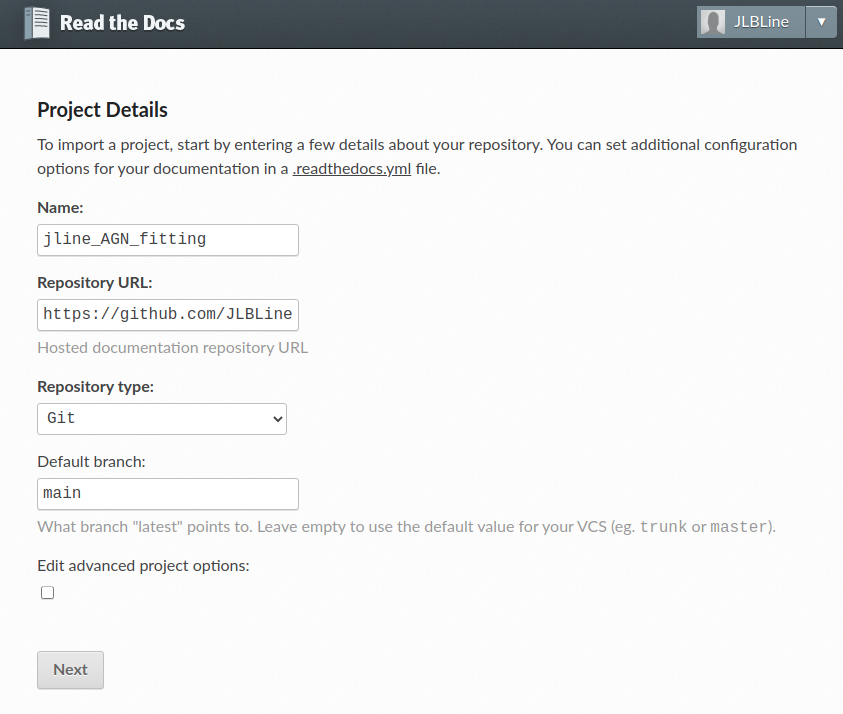 Read the Docs
JLBLine
Project Details
To import a project, start by entering a few details about your repository. You can set additional configuration
options for your documentation in a .readthedocs.yml file.
Name:
jline_AGN_fitting
Repository URL:
https://github.com/JLBLine
Hosted documentation repository URL
Repository type:
Git
Default branch:
main
What branch "latest" points to. Leave empty to use the default value for your VCS (eg. trunk or master).
Edit advanced project options:
Next